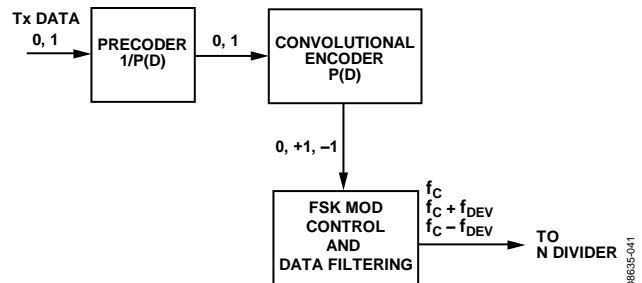 Tx DATA
0, 1
PRECODER
1/P(D)
0, 1
CONVOLUTIONAL
ENCODER
P(D)
0, +1, –1
FSK MOD
CONTROL
AND
DATA FILTERING
fC
fC + fDEV
fC – fDEV
TO
N DIVIDER
08635-041